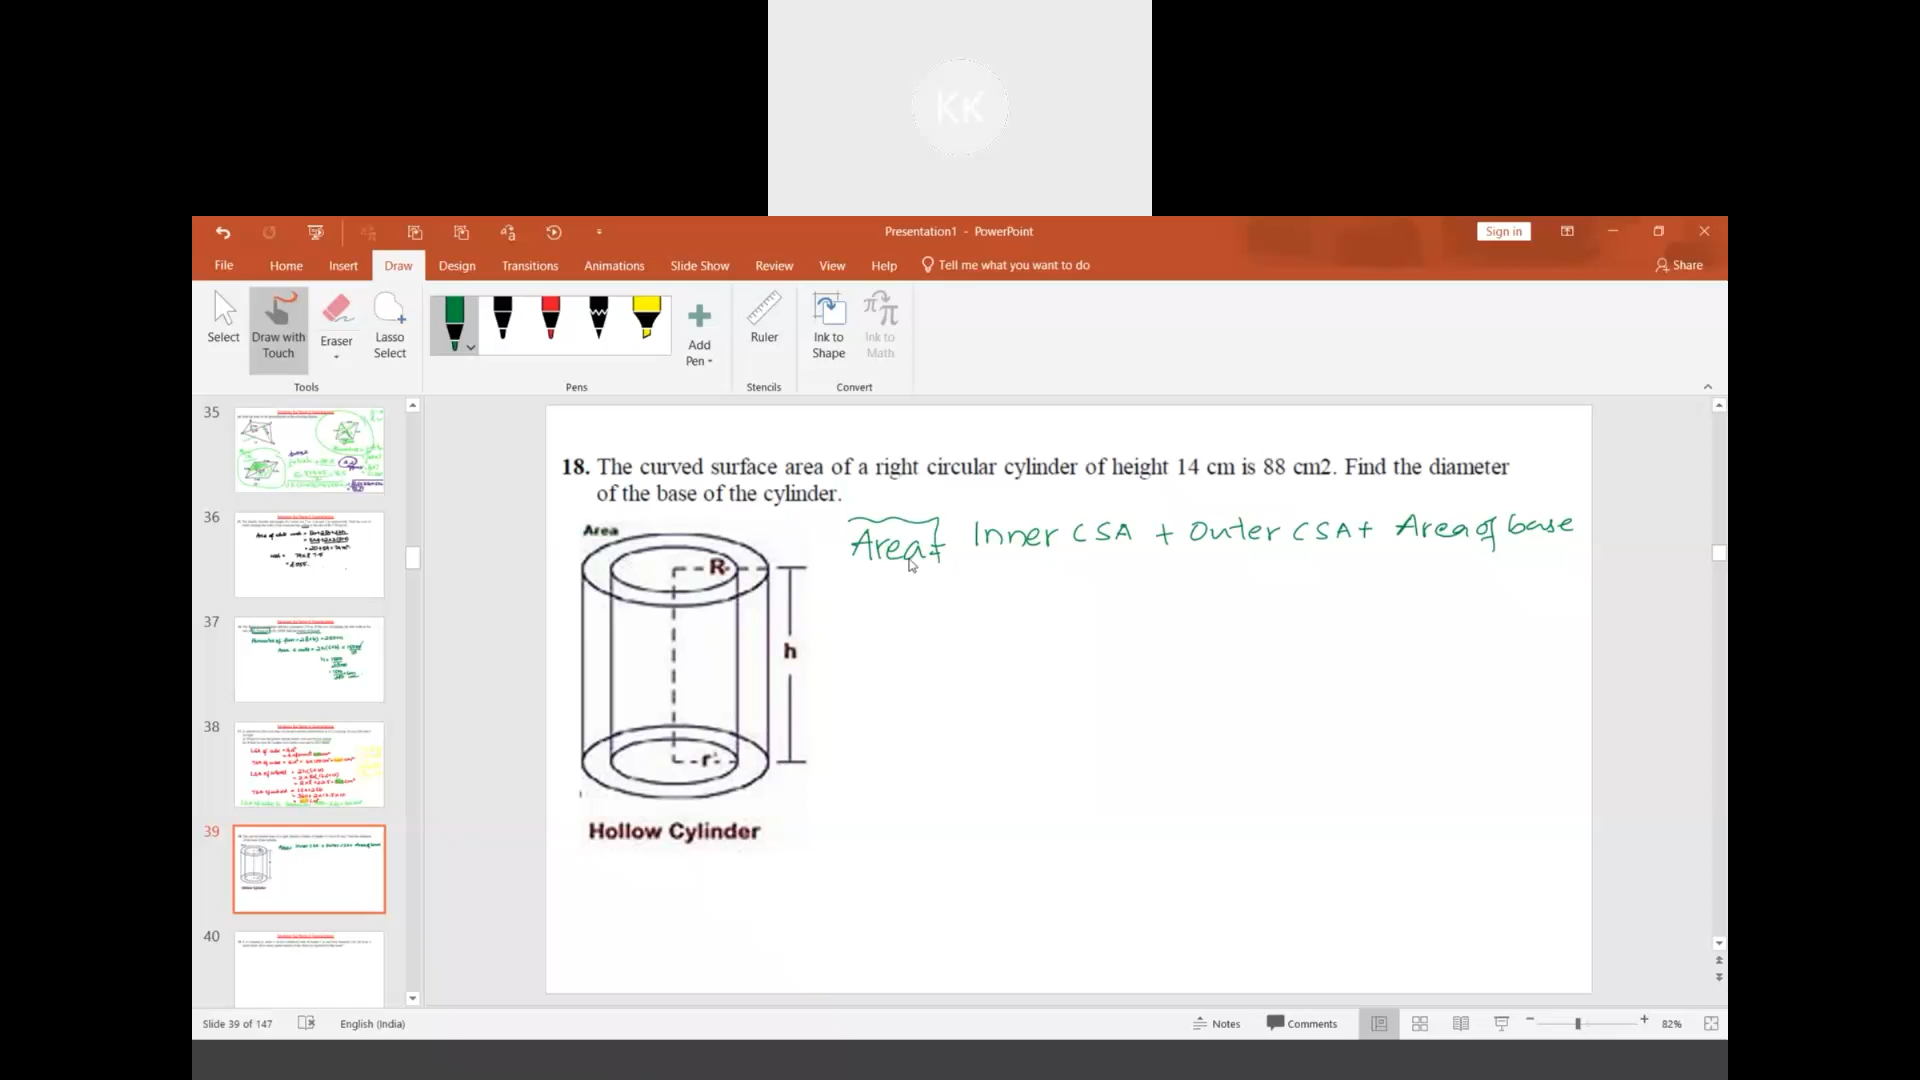 KK
Presentation1 - PowerPoint
Sign in
File Home Insert Draw Design Transitions Animations Slide Show Review View Help Tell me what you want to do Share
Select
Draw with Touch
Eraser
Lasso Select
Add Pen
Ruler
Ink to Shape
Ink to Math
Tools Pens Stencils Convert
35
36
37
38
39
40
18. The curved surface area of a right circular cylinder of height 14 cm is 88 cm2. Find the diameter
of the base of the cylinder.
Area
Area = Inner CSA + Outer CSA + Area of base
R
h
r
Hollow Cylinder
Slide 39 of 147 English (India) Notes Comments 82%